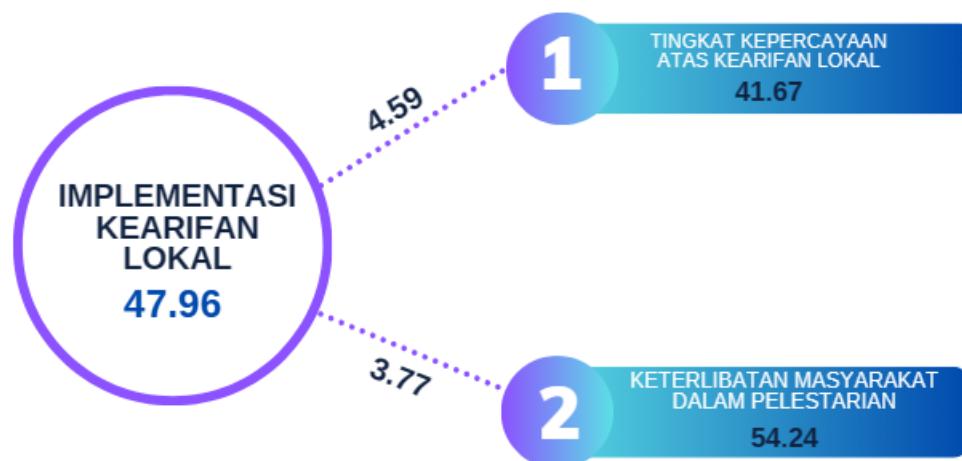 1
TINGKAT KEPERCAYAAN
ATAS KEARIFAN LOKAL
41.67
4.59
IMPLEMENTASI
KEARIFAN
LOKAL
47.96
3.77
2
KETERLIBATAN MASYARAKAT
DALAM PELESTARIAN
54.24